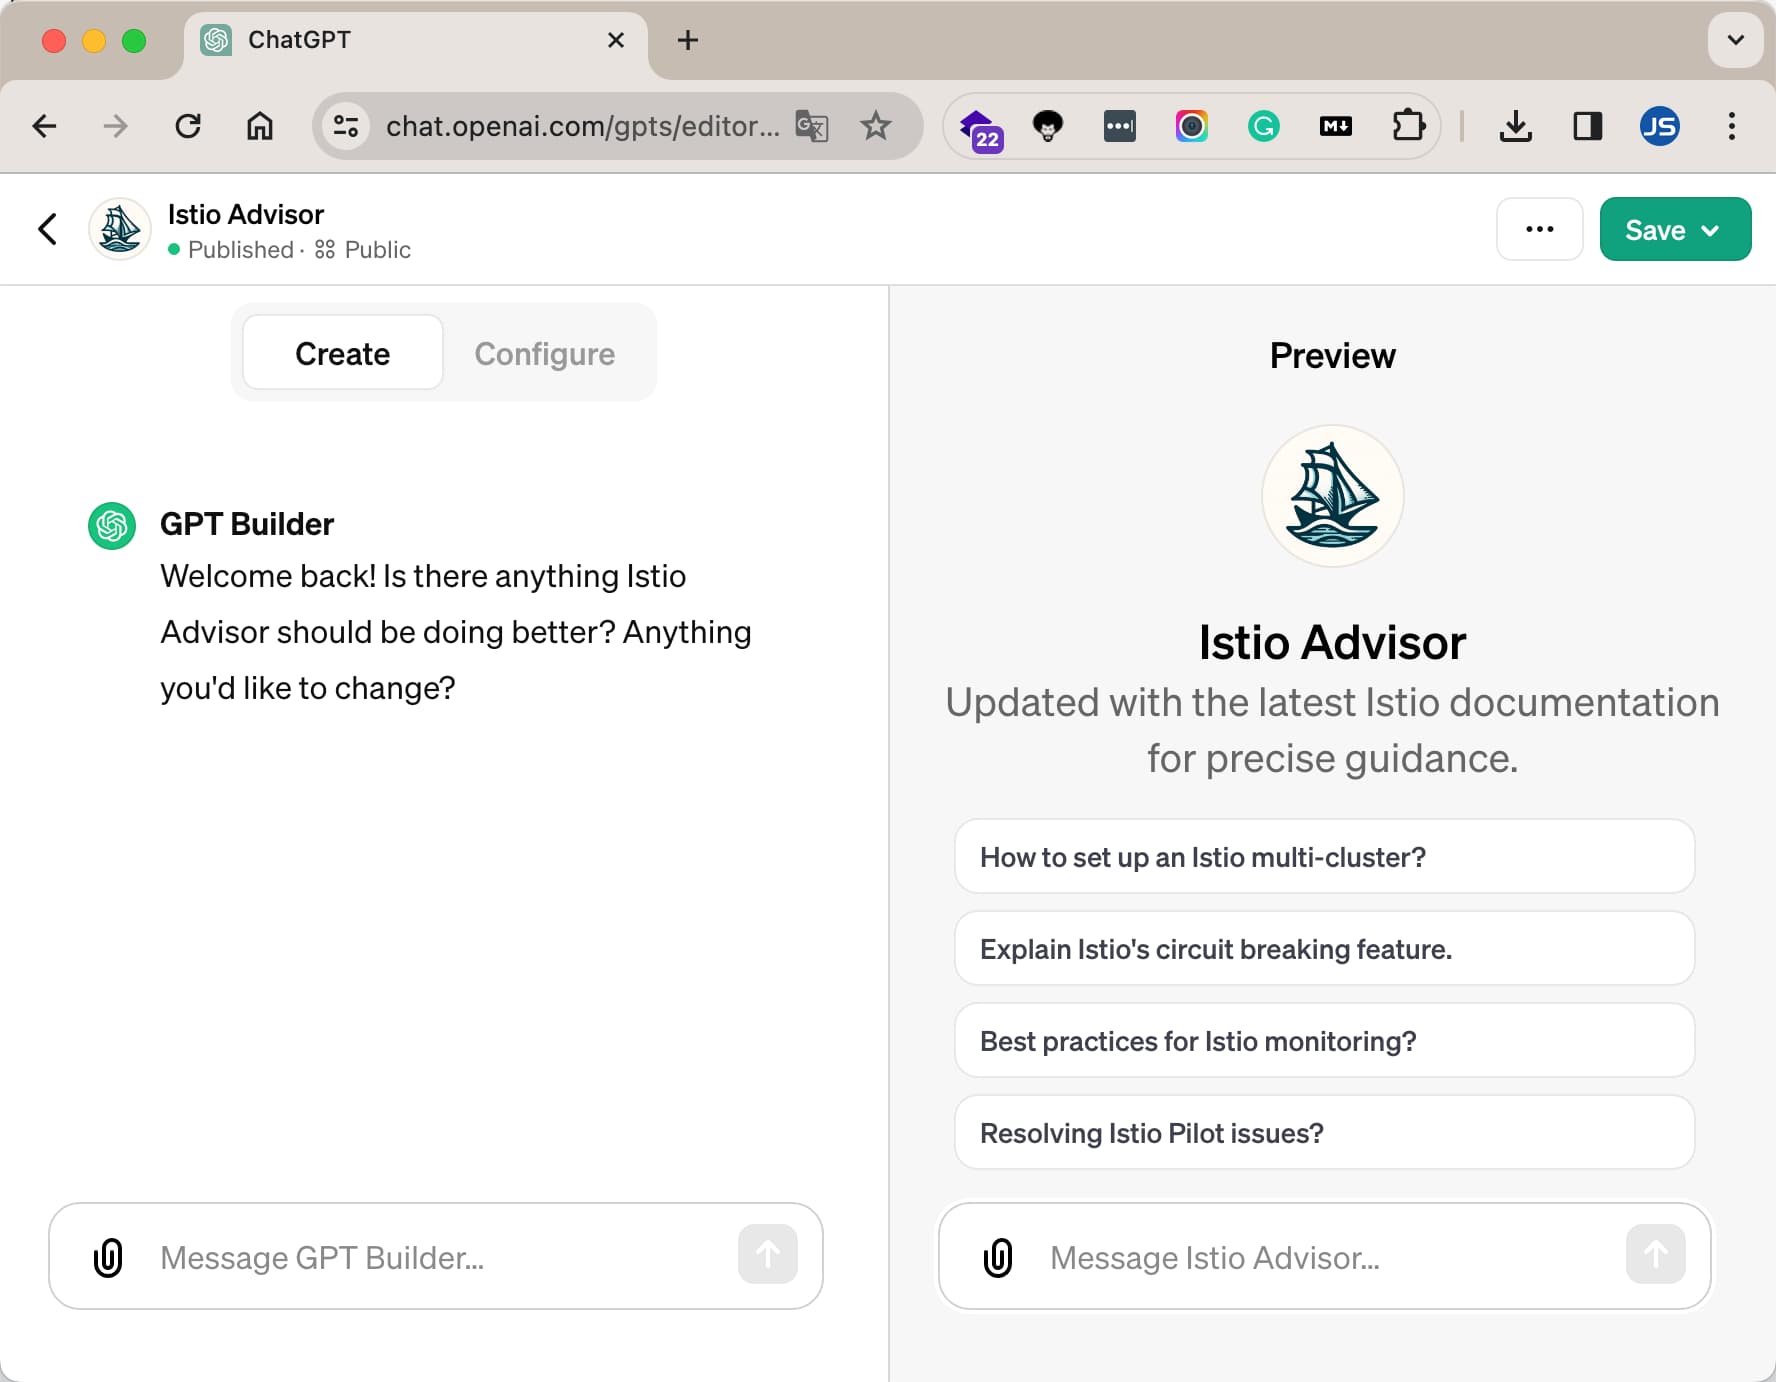 ChatGPT
chat.openai.com/gpts/editor...
22
M
JS
Istio Advisor
Published · Public
Save
Create
Configure
Preview
GPT Builder
Welcome back! Is there anything Istio
Advisor should be doing better? Anything
you'd like to change?
Message GPT Builder...
Istio Advisor
Updated with the latest Istio documentation
for precise guidance.
How to set up an Istio multi-cluster?
Explain Istio's circuit breaking feature.
Best practices for Istio monitoring?
Resolving Istio Pilot issues?
Message Istio Advisor...